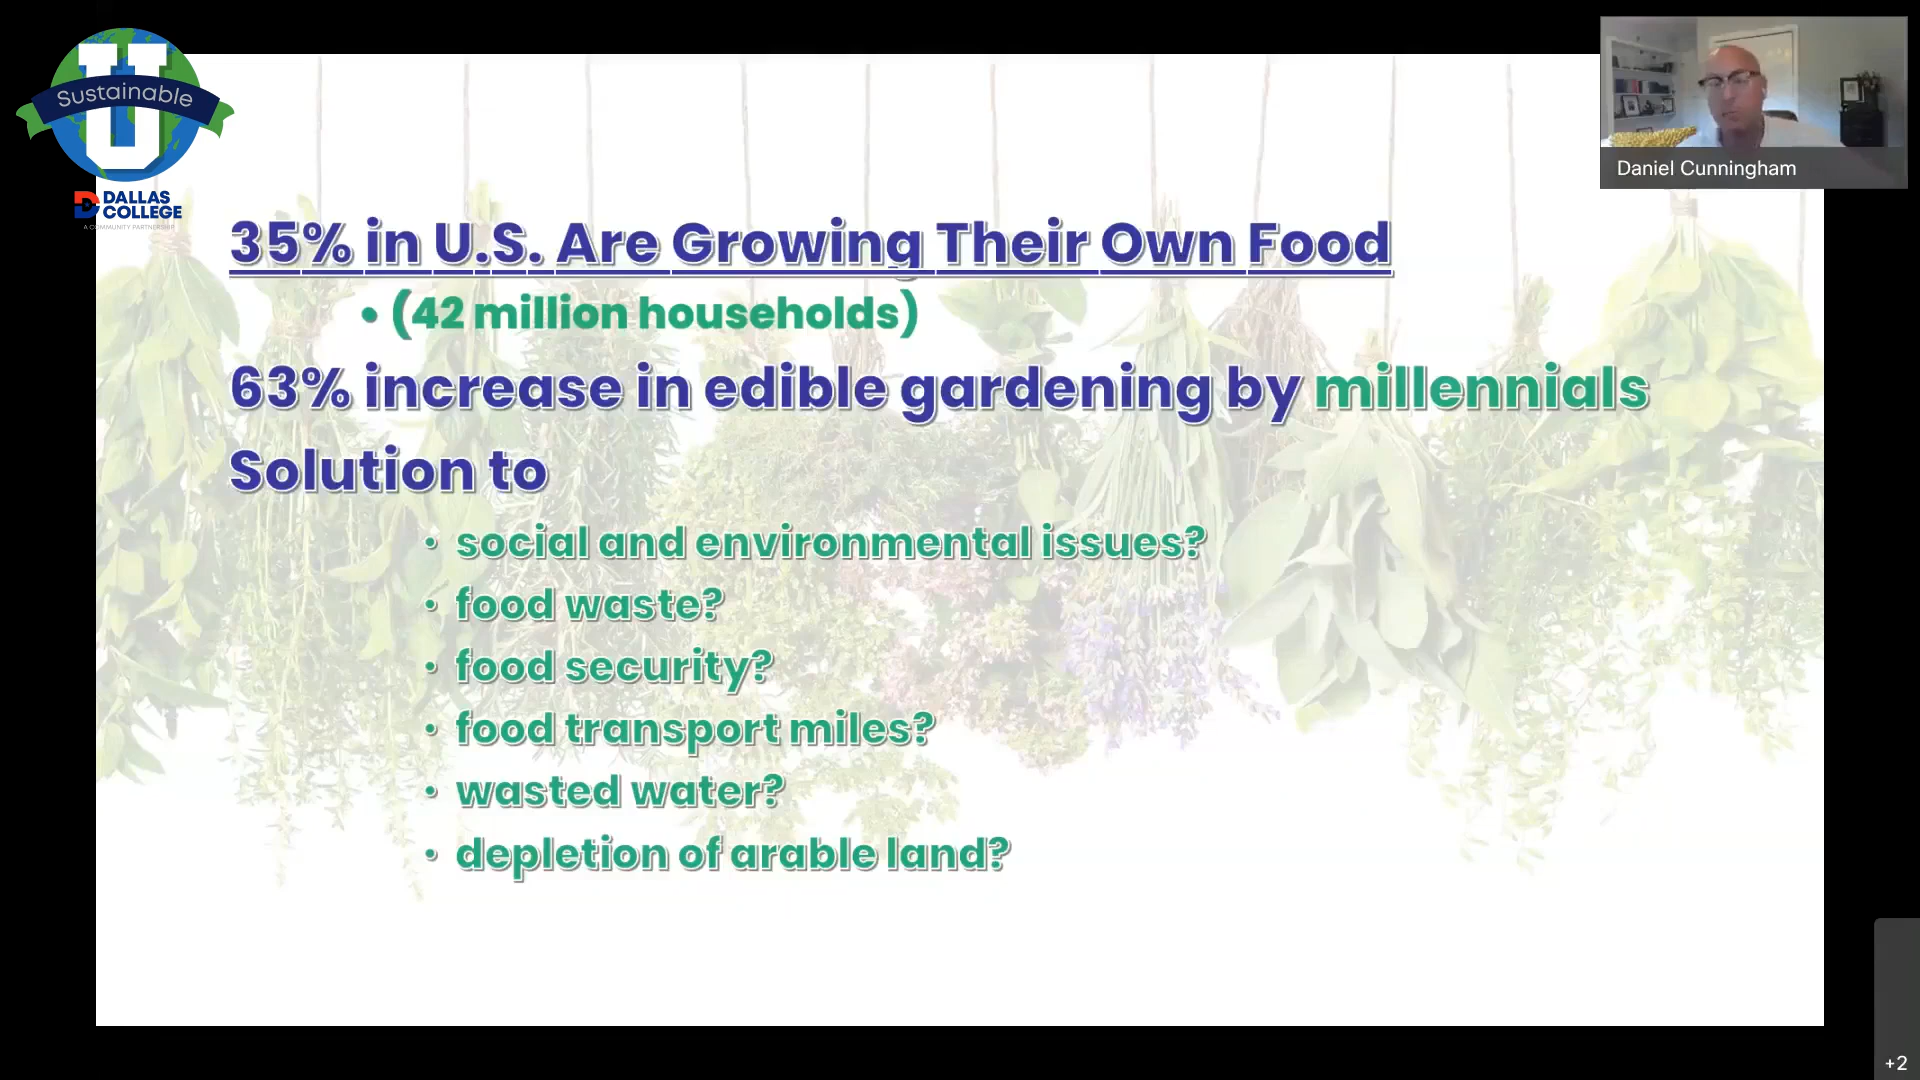 U
Sustainable
DALLAS
COLLEGE
A COMMUNITY PARTNERSHIP
Daniel Cunningham
35% in U.S. Are Growing Their Own Food
• (42 million households)
63% increase in edible gardening by millennials
Solution to
• social and environmental issues?
• food waste?
• food security?
• food transport miles?
• wasted water?
• depletion of arable land?
+2